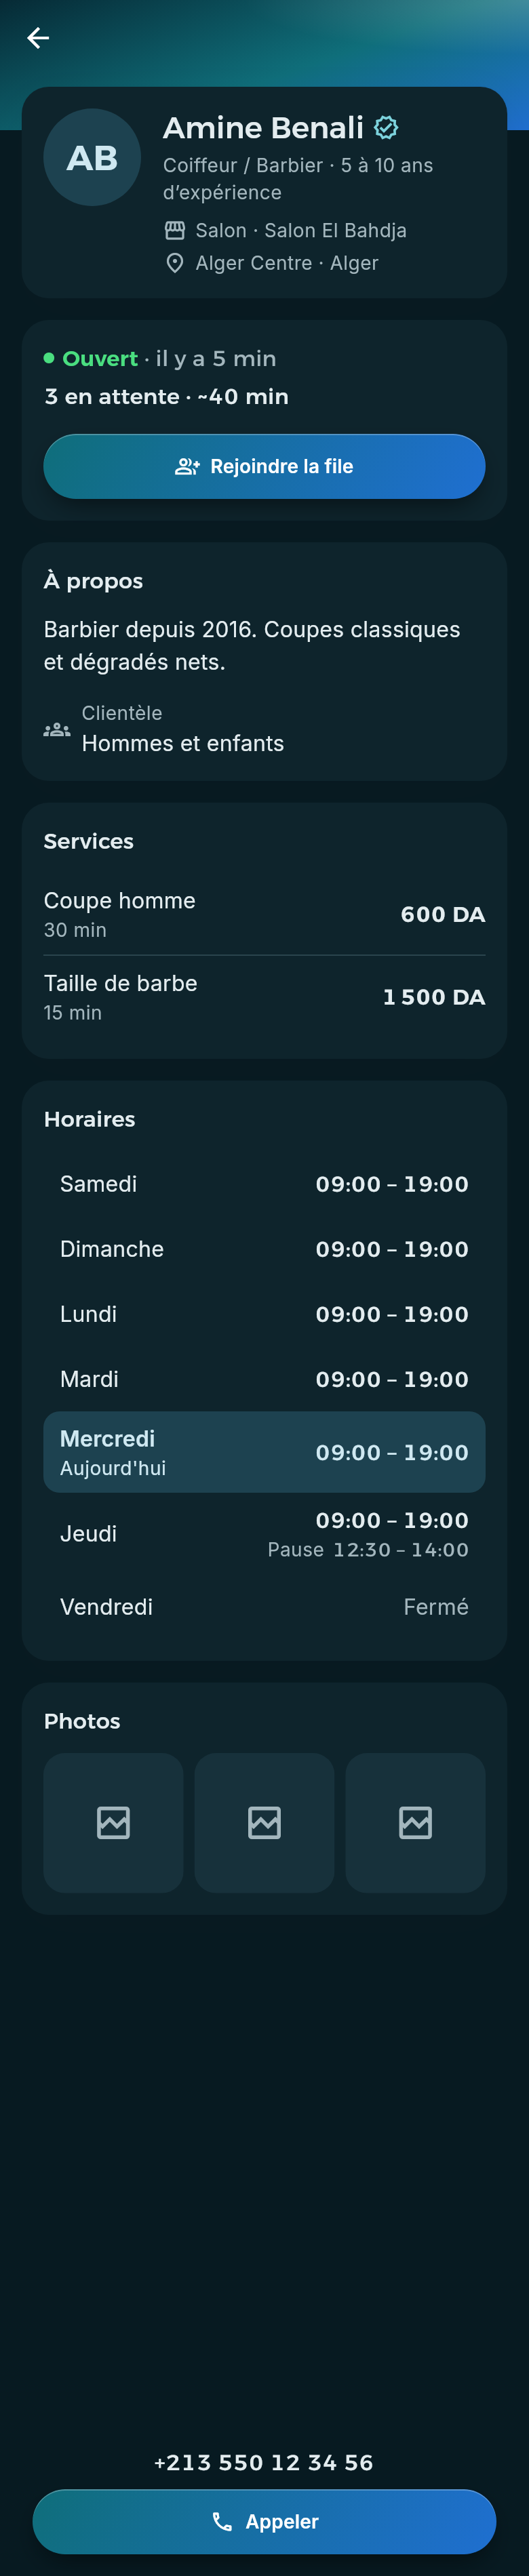 AB
Amine Benali
Coiffeur / Barbier · 5 à 10 ans
d’expérience
Salon · Salon El Bahdja
Alger Centre · Alger
Ouvert · il y a 5 min
3 en attente · ~40 min
Rejoindre la file
À propos
Barbier depuis 2016. Coupes classiques
et dégradés nets.
Clientèle
Hommes et enfants
Services
Coupe homme
600 DA
30 min
Taille de barbe
1 500 DA
15 min
Horaires
Samedi 09:00 – 19:00
Dimanche 09:00 – 19:00
Lundi 09:00 – 19:00
Mardi 09:00 – 19:00
Mercredi 09:00 – 19:00
Aujourd'hui
Jeudi 09:00 – 19:00
Pause 12:30 – 14:00
Vendredi Fermé
Photos
+213 550 12 34 56
Appeler